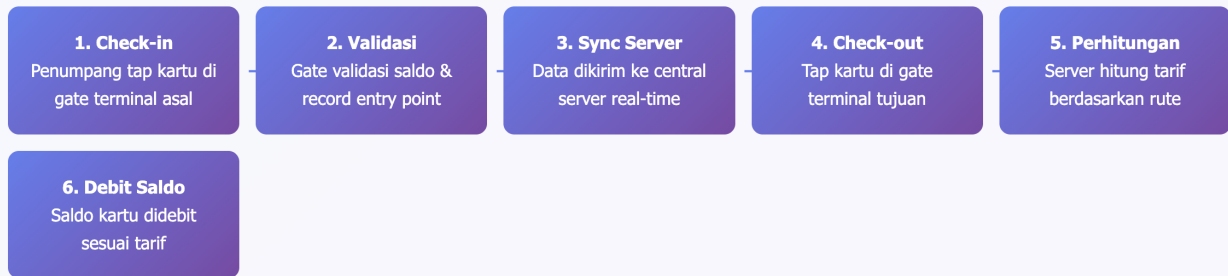 1. Check-in
Penumpang tap kartu di
gate terminal asal
2. Validasi
Gate validasi saldo &
record entry point
3. Sync Server
Data dikirim ke central
server real-time
4. Check-out
Tap kartu di gate
terminal tujuan
5. Perhitungan
Server hitung tarif
berdasarkan rute
6. Debit Saldo
Saldo kartu didebit
sesuai tarif